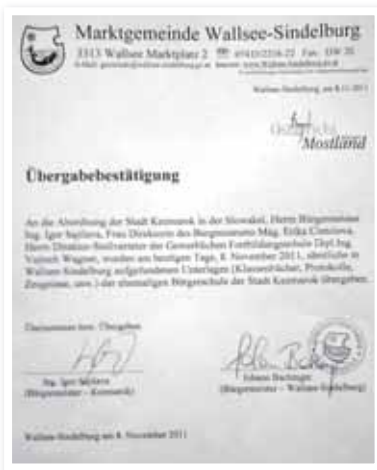 Marktgemeinde Wallsee-Sindelburg
3313 Wallsee Marktplatz 2
Wallsee-Sindelburg, am 8.11.2011
Mostland
Übergabebestätigung
An die Abordnung der Stadt Kezmarok in der Slowakei, Herrn Bürgermeister
Ing. Igor Sajtlava, Frau Direktorin des Burgmuseums Mag. Erika
Herrn Direktor-Stellvertreter der Gewerblichen Fortbildungsschule Dipl.Ing.
Vojtech Wagner, wurden am heutigen Tage, 8. November 2011, sämtliche in
Wallsee-Sindelburg aufgefundenen Unterlagen (Klassenbücher, Protokolle,
Zeugnisse, usw.) der ehemaligen Bürgerschule der Stadt Kezmarok übergeben.
Übernommen bzw. Übergeben
Ing. Igor Sajtlava
(Bürgermeister – Kezmarok)
Johann Bachinger
(Bürgermeister – Wallsee-Sindelburg)
Wallsee-Sindelburg am 8. November 2011